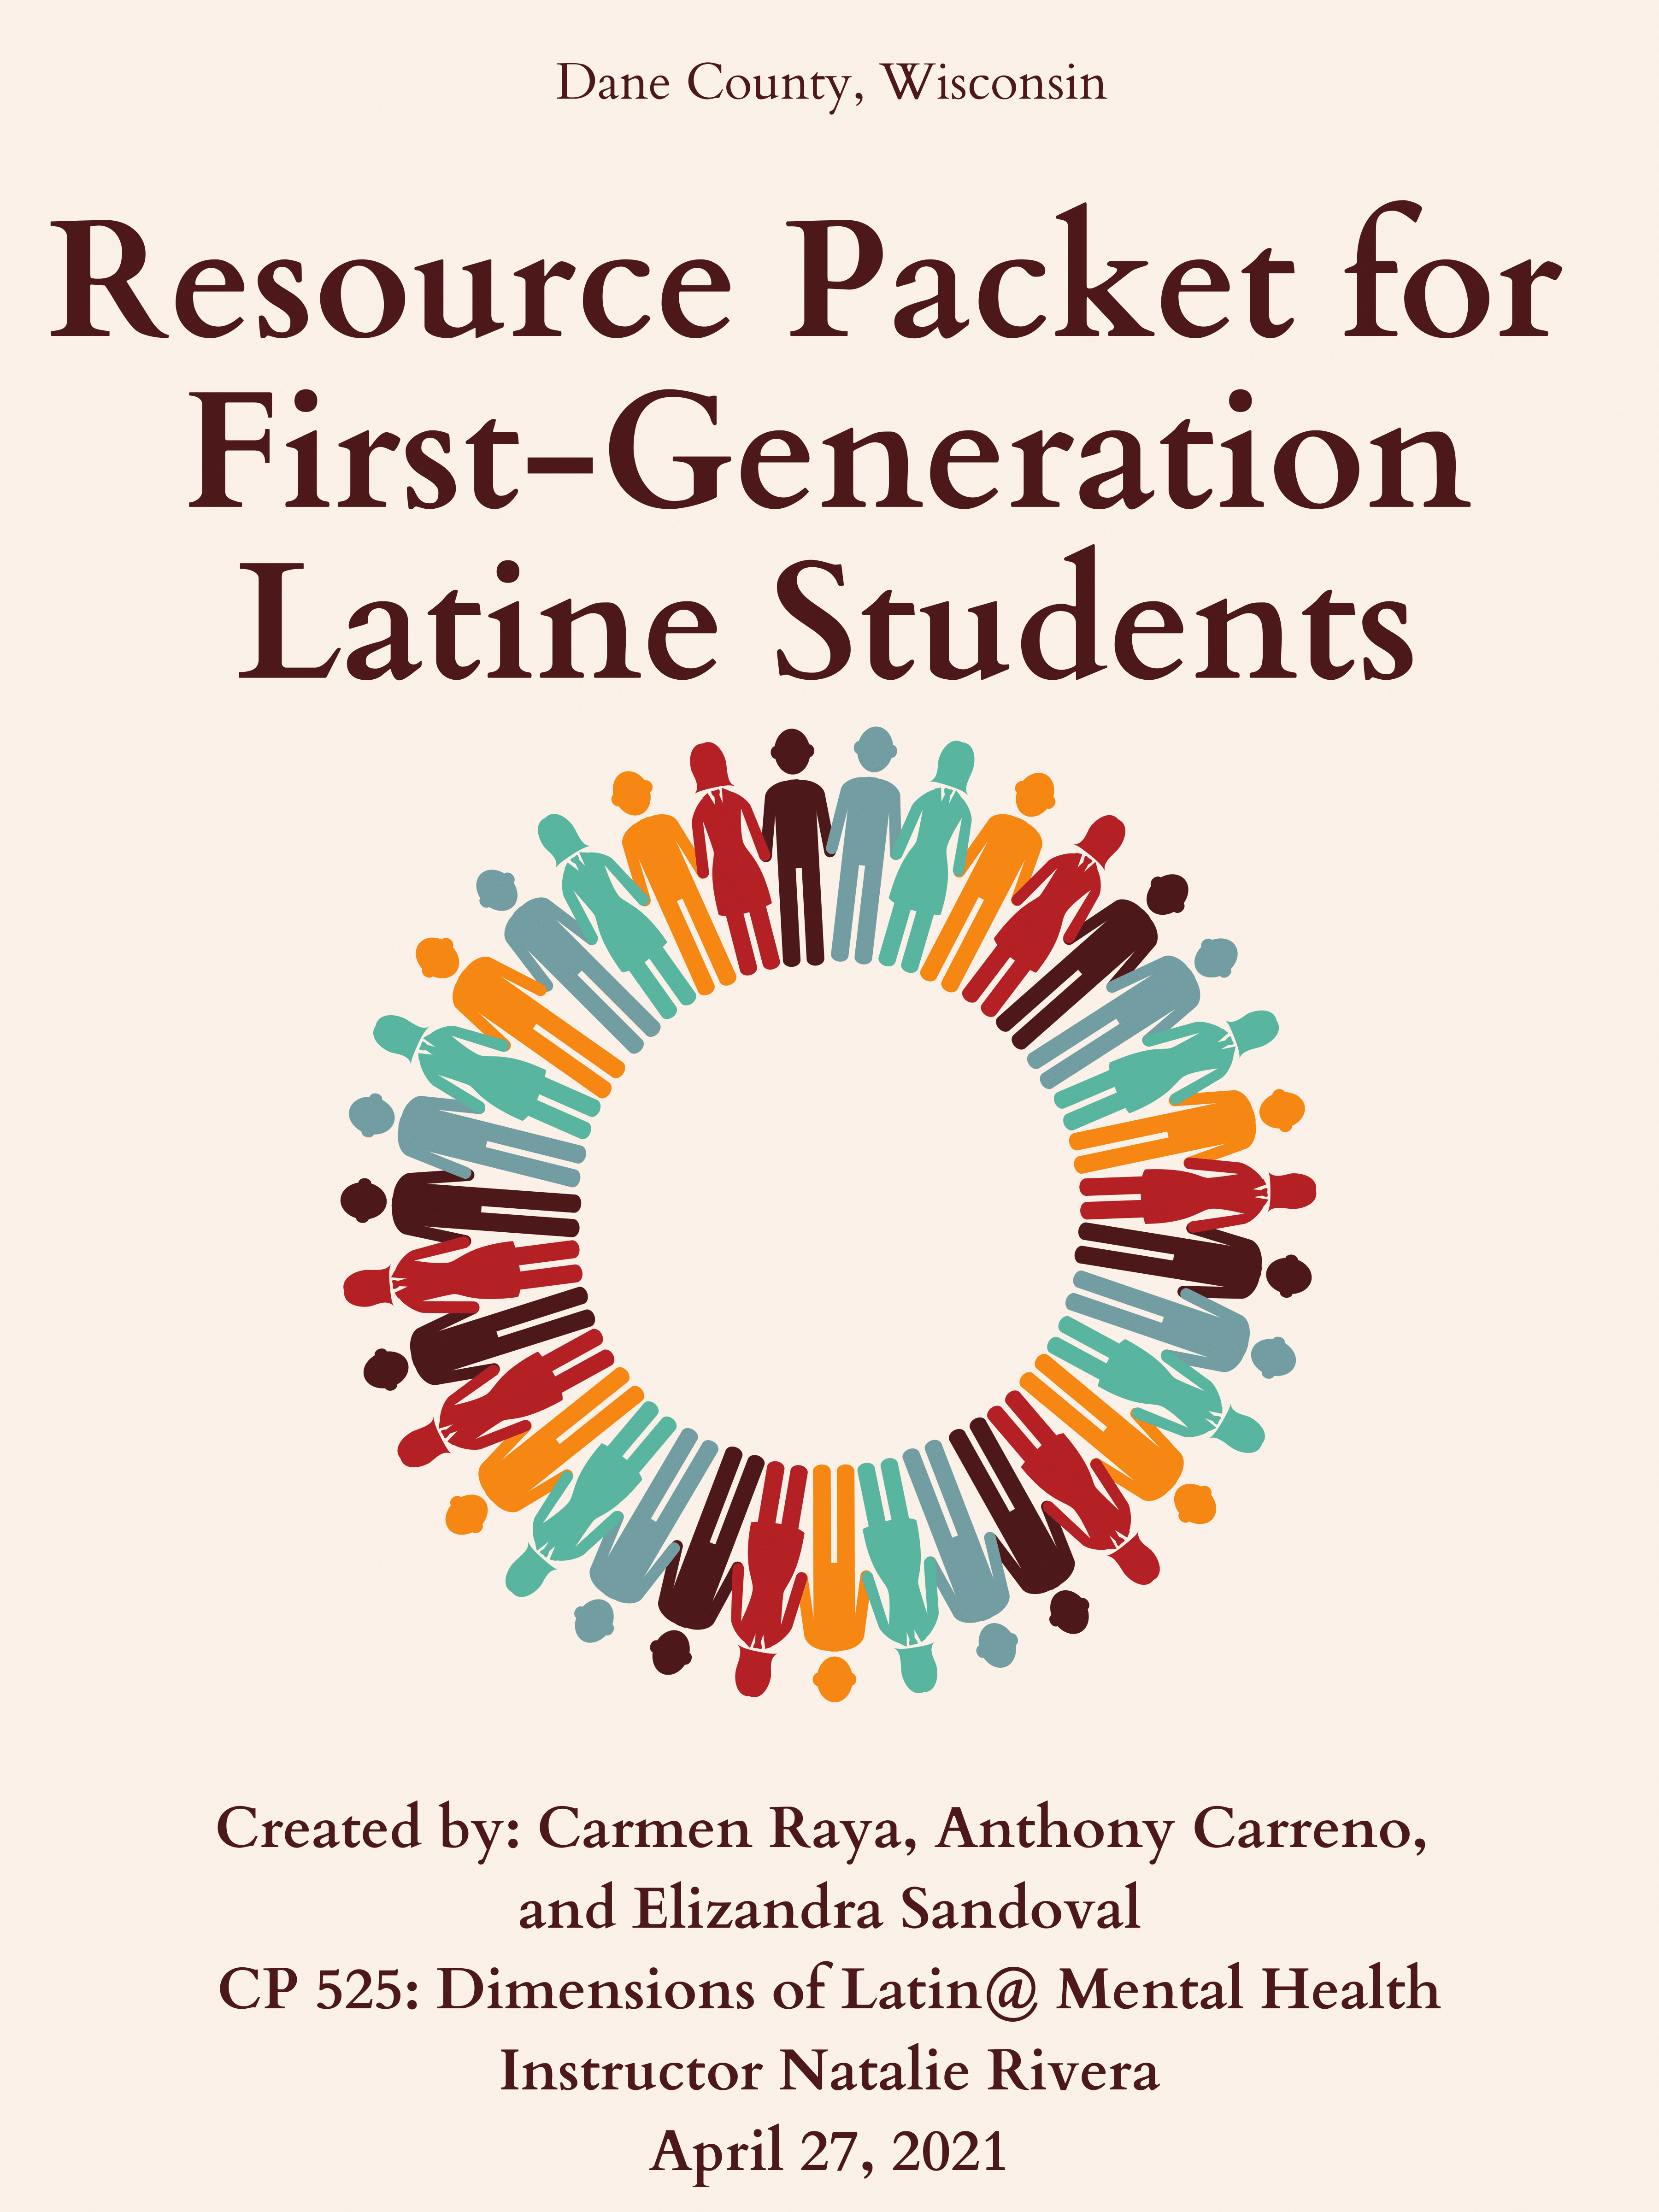 Dane County, Wisconsin
Resource Packet for
First-Generation
Latine Students
Created by: Carmen Raya, Anthony Carreno,
and Elizandra Sandoval
CP 525: Dimensions of Latin@ Mental Health
Instructor Natalie Rivera
April 27, 2021